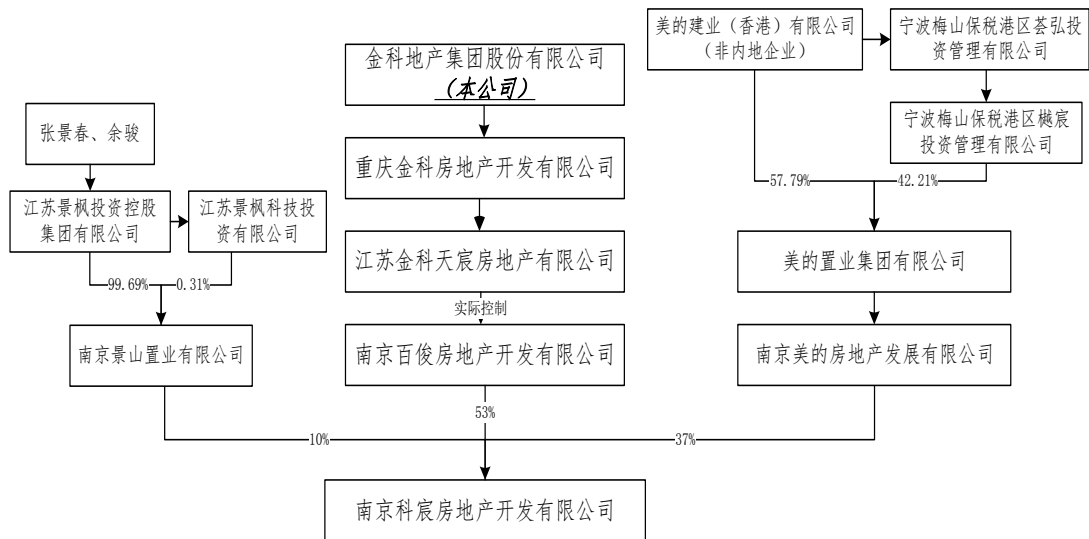 美的建业（香港）有限公司
（非内地企业）
宁波梅山保税港区荟弘投
资管理有限公司
金科地产集团股份有限公司
（本公司）
宁波梅山保税港区樾宸
投资管理有限公司
张景春、余骏
重庆金科房地产开发有限公司
57.79%
42.21%
江苏景枫投资控股
集团有限公司
江苏景枫科技投
资有限公司
江苏金科天宸房地产有限公司
美的置业集团有限公司
99.69%
0.31%
实际控制
南京景山置业有限公司
南京百俊房地产开发有限公司
南京美的房地产发展有限公司
53%
10%
37%
南京科宸房地产开发有限公司